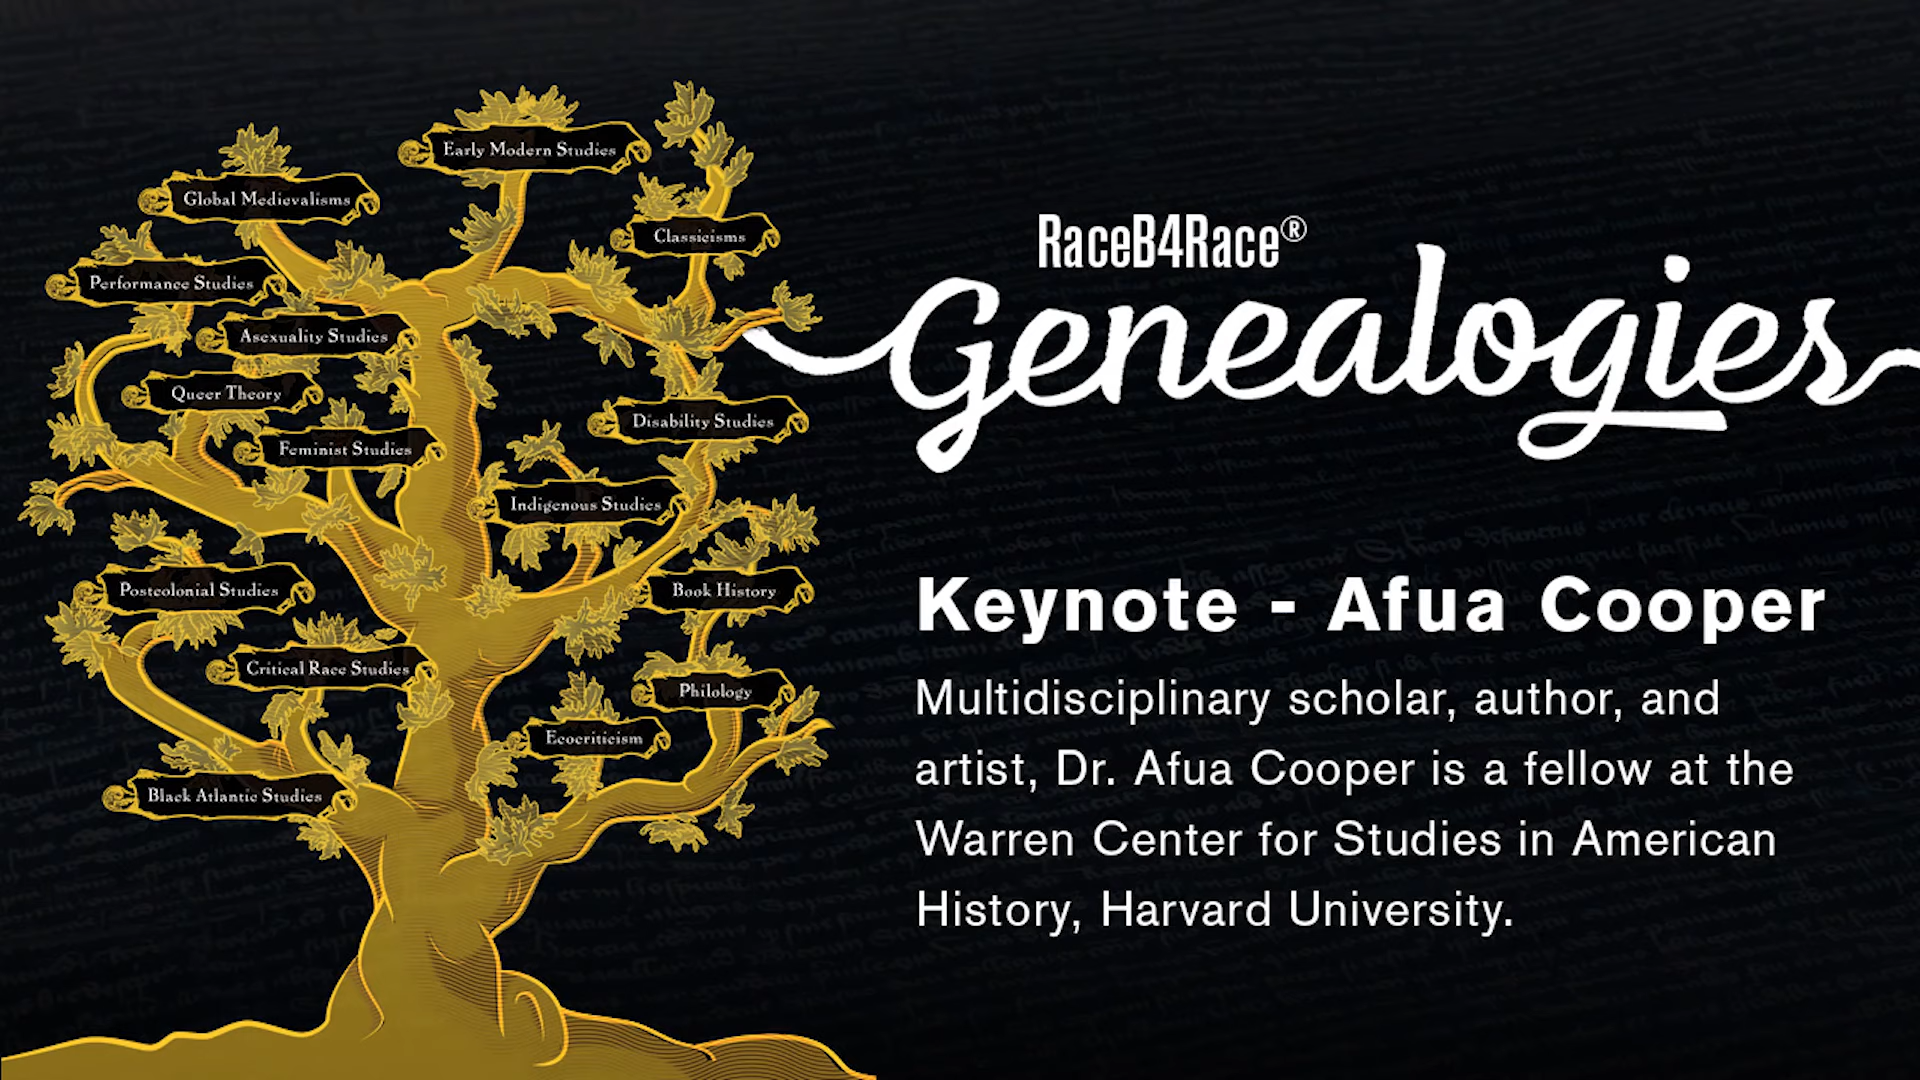 Early Modern Studies
Global Medievalisms
Classicisms
Performance Studies
Asexuality Studies
Queer Theory
Disability Studies
Feminist Studies
Indigenous Studies
Postcolonial Studies
Book History
Critical Race Studies
Philology
Ecocriticism
Black Atlantic Studies
RaceB4Race®
Genealogies
Keynote - Afua Cooper
Multidisciplinary scholar, author, and
artist, Dr. Afua Cooper is a fellow at the
Warren Center for Studies in American
History, Harvard University.